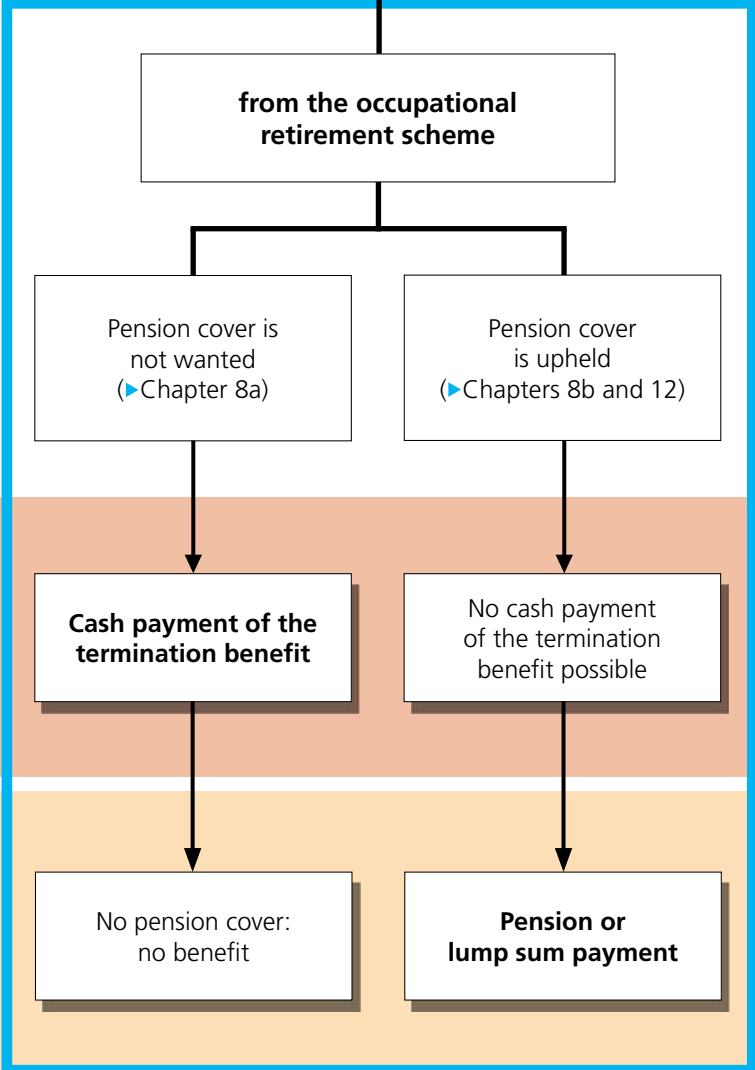 from the occupational
retirement scheme
Pension cover is
not wanted
(▶Chapter 8a)
Pension cover
is upheld
(▶Chapters 8b and 12)
Cash payment of the
termination benefit
No cash payment
of the termination
benefit possible
No pension cover:
no benefit
Pension or
lump sum payment